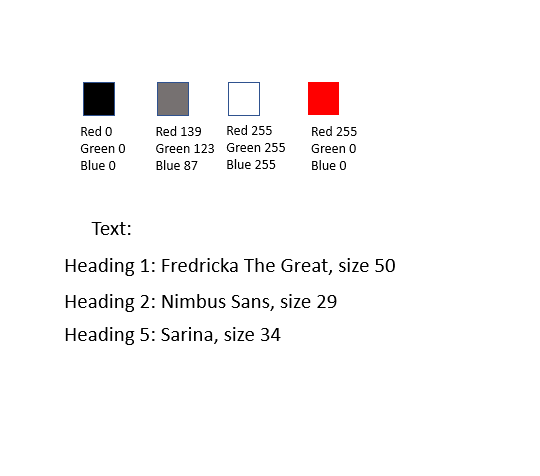 Red 0
Green 0
Blue 0
Red 139
Green 123
Blue 87
Red 255
Green 255
Blue 255
Red 255
Green 0
Blue 0
Text:
Heading 1: Fredricka The Great, size 50
Heading 2: Nimbus Sans, size 29
Heading 5: Sarina, size 34